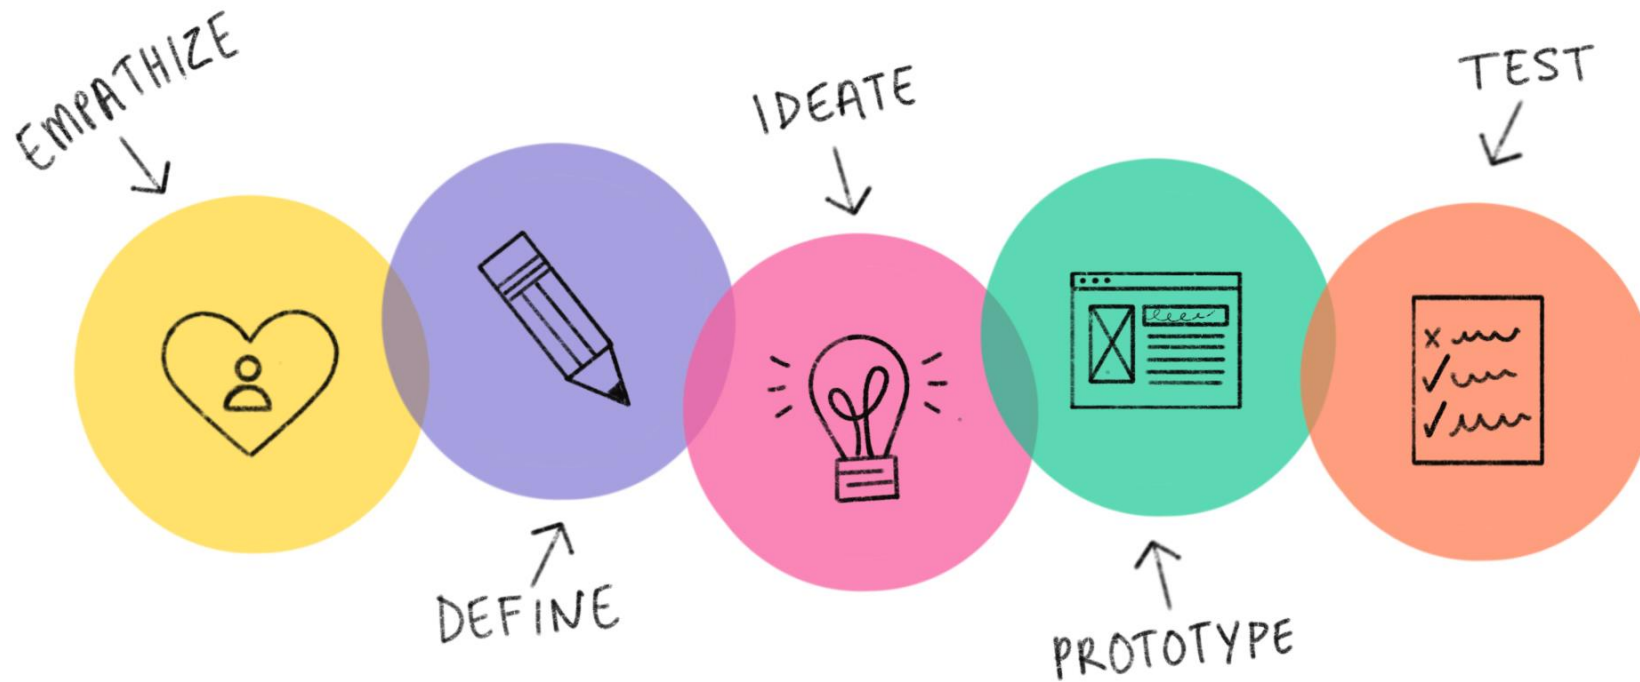 EMPATHIZE
DEFINE
IDEATE
PROTOTYPE
TEST